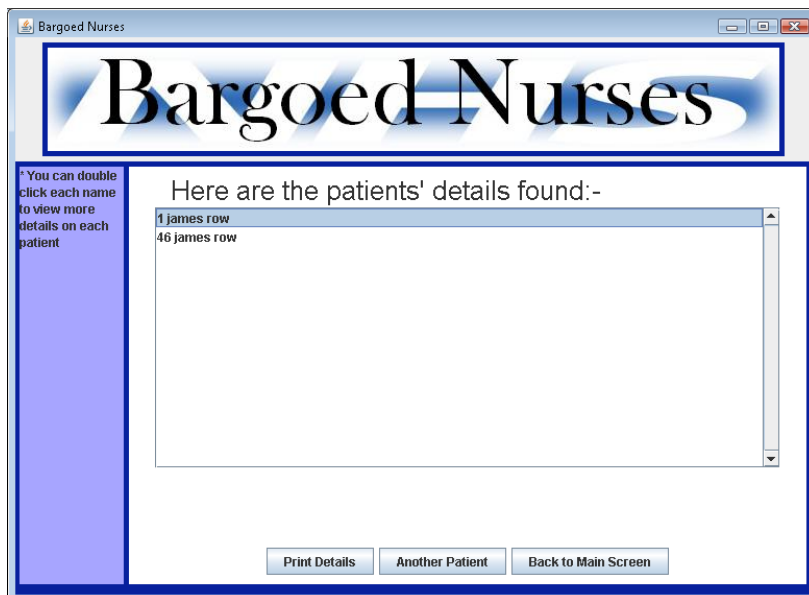 Bargoed Nurses
Bargoed Nurses
* You can double
click each name
to view more
details on each
patient
Here are the patients' details found:-
1 james row
46 james row
Print Details
Another Patient
Back to Main Screen